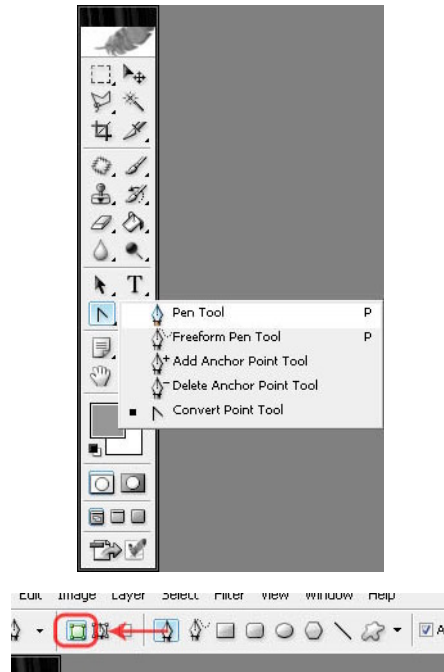 T
Pen Tool P
Freeform Pen Tool P
Add Anchor Point Tool
Delete Anchor Point Tool
Convert Point Tool
Edit Image Layer Select Filter View Window Help
A